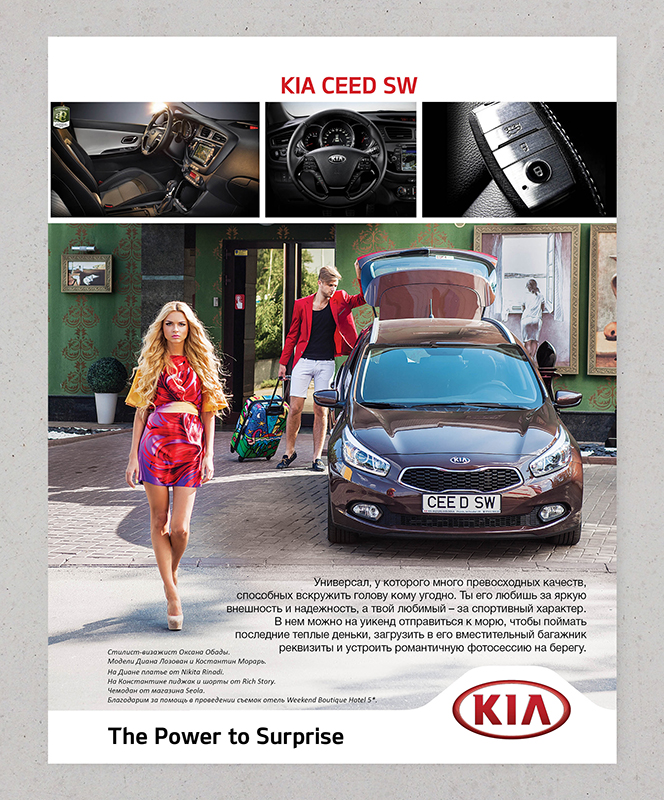 KIA CEED SW
KIA
CEE D SW
Универсал, у которого много превосходных качеств,
способных вскружить голову кому угодно. Ты его любишь за яркую
внешность и надежность, а твой любимый – за спортивный характер.
В нем можно на уикенд отправиться к морю, чтобы поймать
последние теплые деньки, загрузить в его вместительный багажник
реквизиты и устроить романтичную фотосессию на берегу.
Стилист-визажист Оксана Обады.
Модели Диана Лозован и Костантин Морарь.
На Диане платье от Nikita Rinadi.
На Константине пиджак и шорты от Rich Story.
Чемодан от магазина Seola.
Благодарим за помощь в проведении съемок отель Weekend Boutique Hotel 5*.
KIA
The Power to Surprise